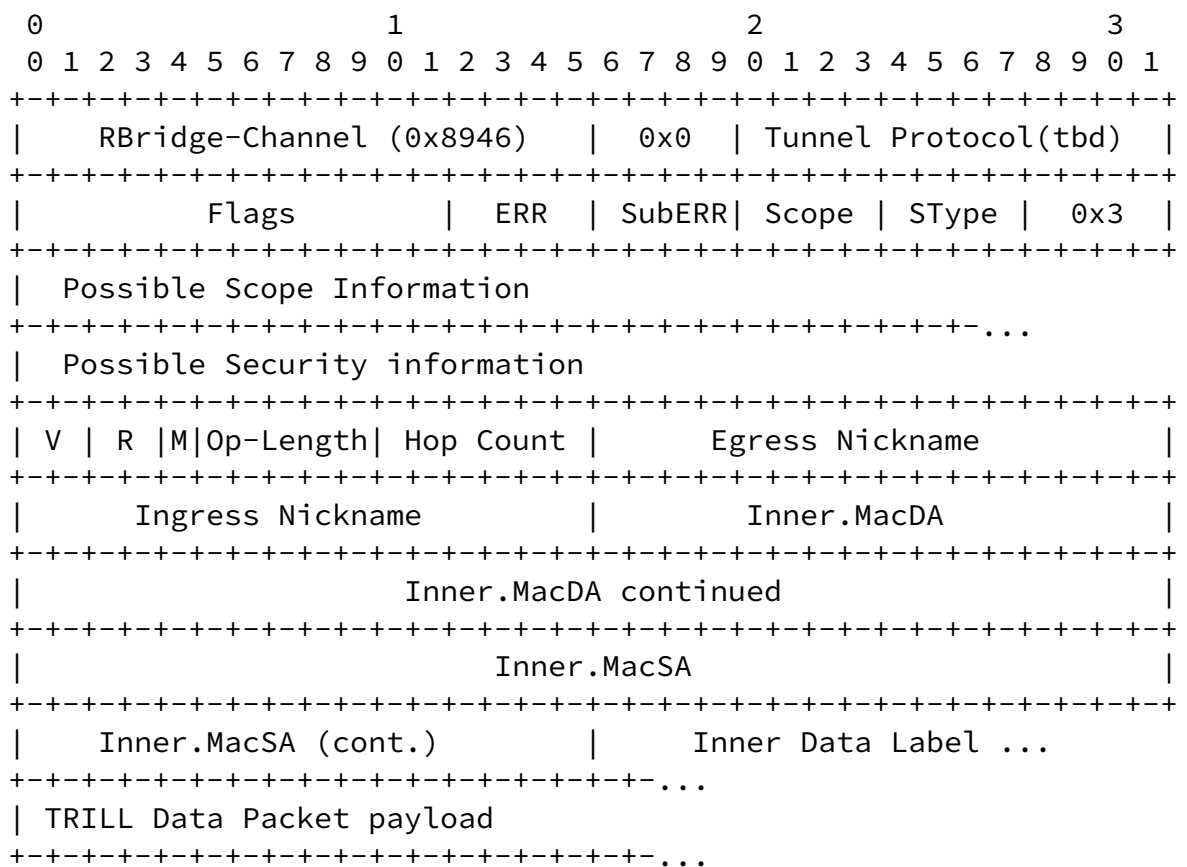 0                   1                   2                   3
 0 1 2 3 4 5 6 7 8 9 0 1 2 3 4 5 6 7 8 9 0 1 2 3 4 5 6 7 8 9 0 1
+-+-+-+-+-+-+-+-+-+-+-+-+-+-+-+-+-+-+-+-+-+-+-+-+-+-+-+-+-+-+-+-+
|    RBridge-Channel (0x8946)   |  0x0  | Tunnel Protocol(tbd)  |
+-+-+-+-+-+-+-+-+-+-+-+-+-+-+-+-+-+-+-+-+-+-+-+-+-+-+-+-+-+-+-+-+
|          Flags        |  ERR  | SubERR| Scope | SType |  0x3  |
+-+-+-+-+-+-+-+-+-+-+-+-+-+-+-+-+-+-+-+-+-+-+-+-+-+-+-+-+-+-+-+-+
|  Possible Scope Information
+-+-+-+-+-+-+-+-+-+-+-+-+-+-+-+-+-+-+-+-+-+-+-+-+-+-+-...
|  Possible Security information
+-+-+-+-+-+-+-+-+-+-+-+-+-+-+-+-+-+-+-+-+-+-+-+-+-+-+-+-+-+-+-+-+
| V | R |M|Op-Length| Hop Count |      Egress Nickname          |
+-+-+-+-+-+-+-+-+-+-+-+-+-+-+-+-+-+-+-+-+-+-+-+-+-+-+-+-+-+-+-+-+
|      Ingress Nickname         |        Inner.MacDA            |
+-+-+-+-+-+-+-+-+-+-+-+-+-+-+-+-+-+-+-+-+-+-+-+-+-+-+-+-+-+-+-+-+
|                     Inner.MacDA continued                     |
+-+-+-+-+-+-+-+-+-+-+-+-+-+-+-+-+-+-+-+-+-+-+-+-+-+-+-+-+-+-+-+-+
|                          Inner.MacSA                          |
+-+-+-+-+-+-+-+-+-+-+-+-+-+-+-+-+-+-+-+-+-+-+-+-+-+-+-+-+-+-+-+-+
|    Inner.MacSA (cont.)        |     Inner Data Label ...
+-+-+-+-+-+-+-+-+-+-+-+-+-+-+-+-+-+-...
| TRILL Data Packet payload
+-+-+-+-+-+-+-+-+-+-+-+-+-+-+-+-+-+-...